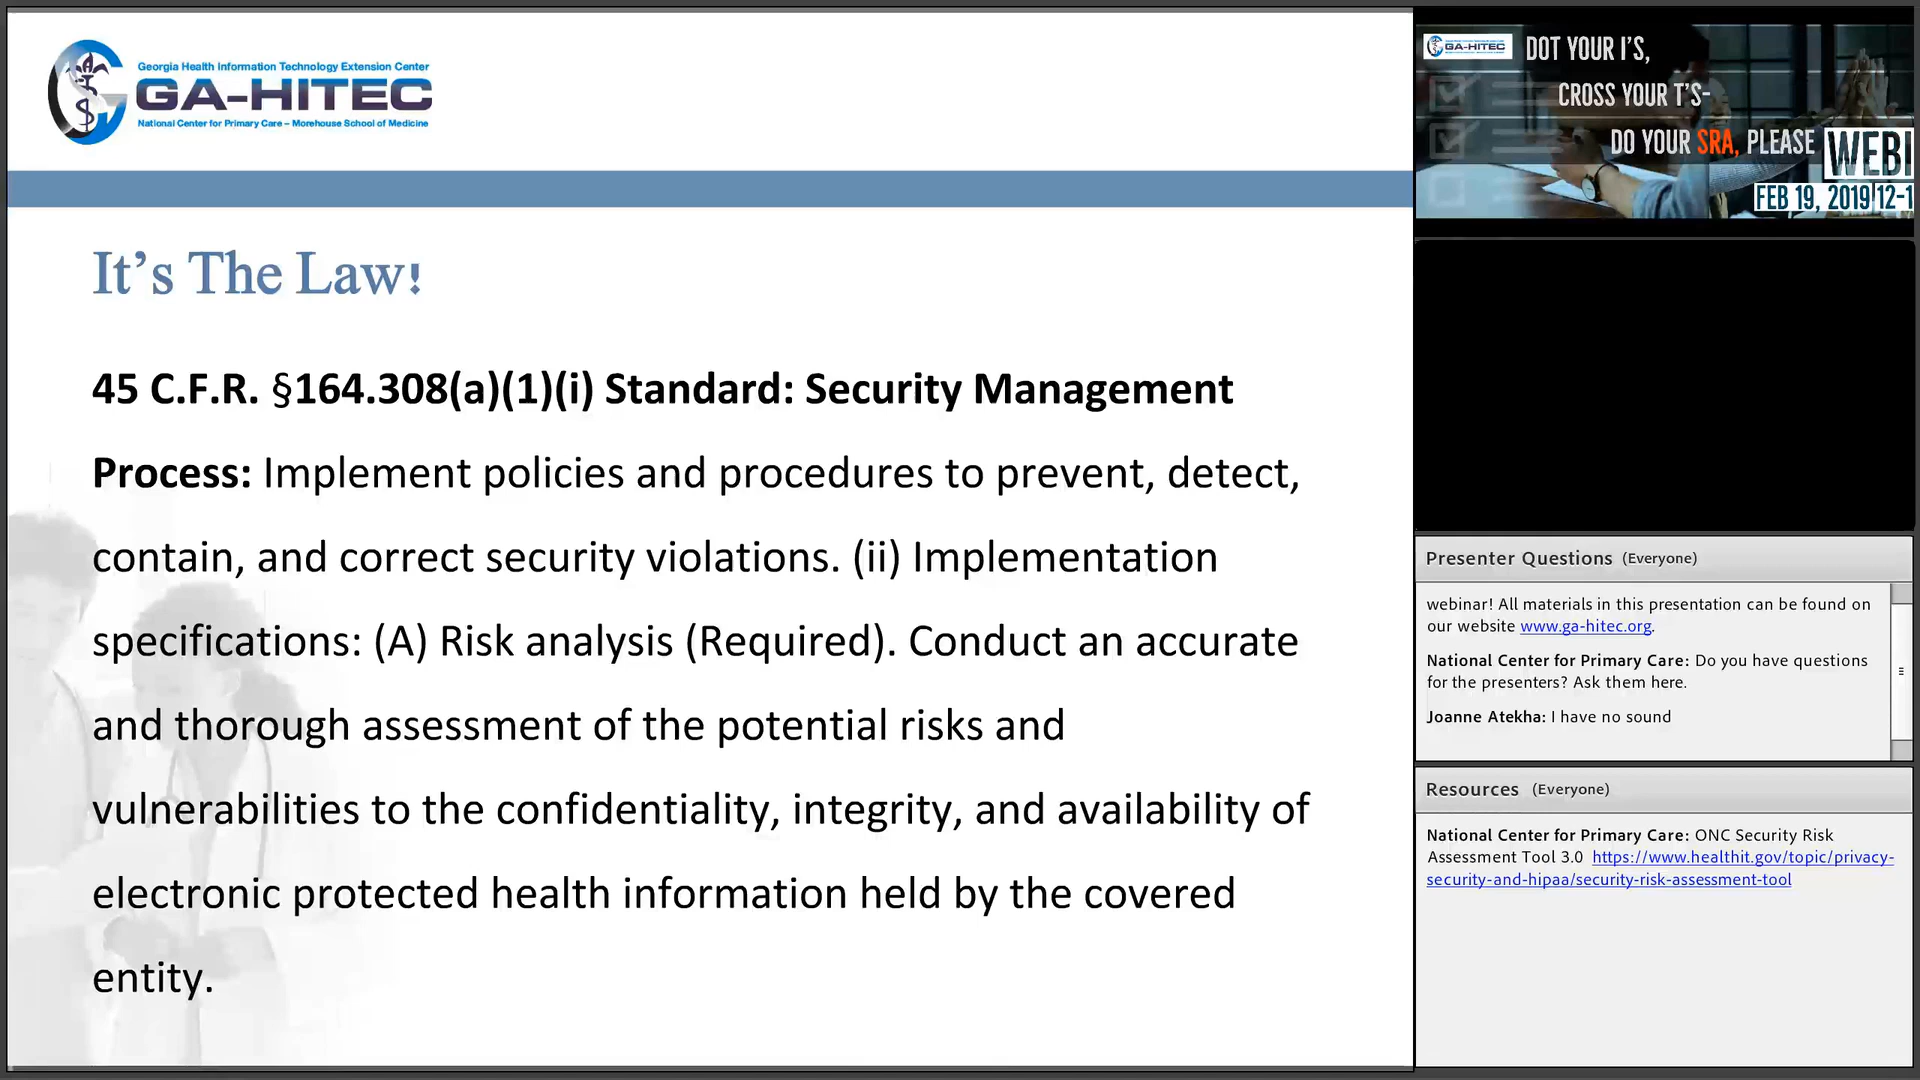 Georgia Health Information Technology Extension Center
GA-HITEC
National Center for Primary Care – Morehouse School of Medicine
It’s The Law!
45 C.F.R. §164.308(a)(1)(i) Standard: Security Management
Process: Implement policies and procedures to prevent, detect,
contain, and correct security violations. (ii) Implementation
specifications: (A) Risk analysis (Required). Conduct an accurate
and thorough assessment of the potential risks and
vulnerabilities to the confidentiality, integrity, and availability of
electronic protected health information held by the covered
entity.
GA-HITEC
DOT YOUR I'S,
CROSS YOUR T'S-
DO YOUR SRA, PLEASE
WEBI
FEB 19, 2019 12-1
Presenter Questions (Everyone)
webinar! All materials in this presentation can be found on
our website www.ga-hitec.org.
National Center for Primary Care: Do you have questions
for the presenters? Ask them here.
Joanne Atekha: I have no sound
Resources (Everyone)
National Center for Primary Care: ONC Security Risk
Assessment Tool 3.0 https://www.healthit.gov/topic/privacy-
security-and-hipaa/security-risk-assessment-tool